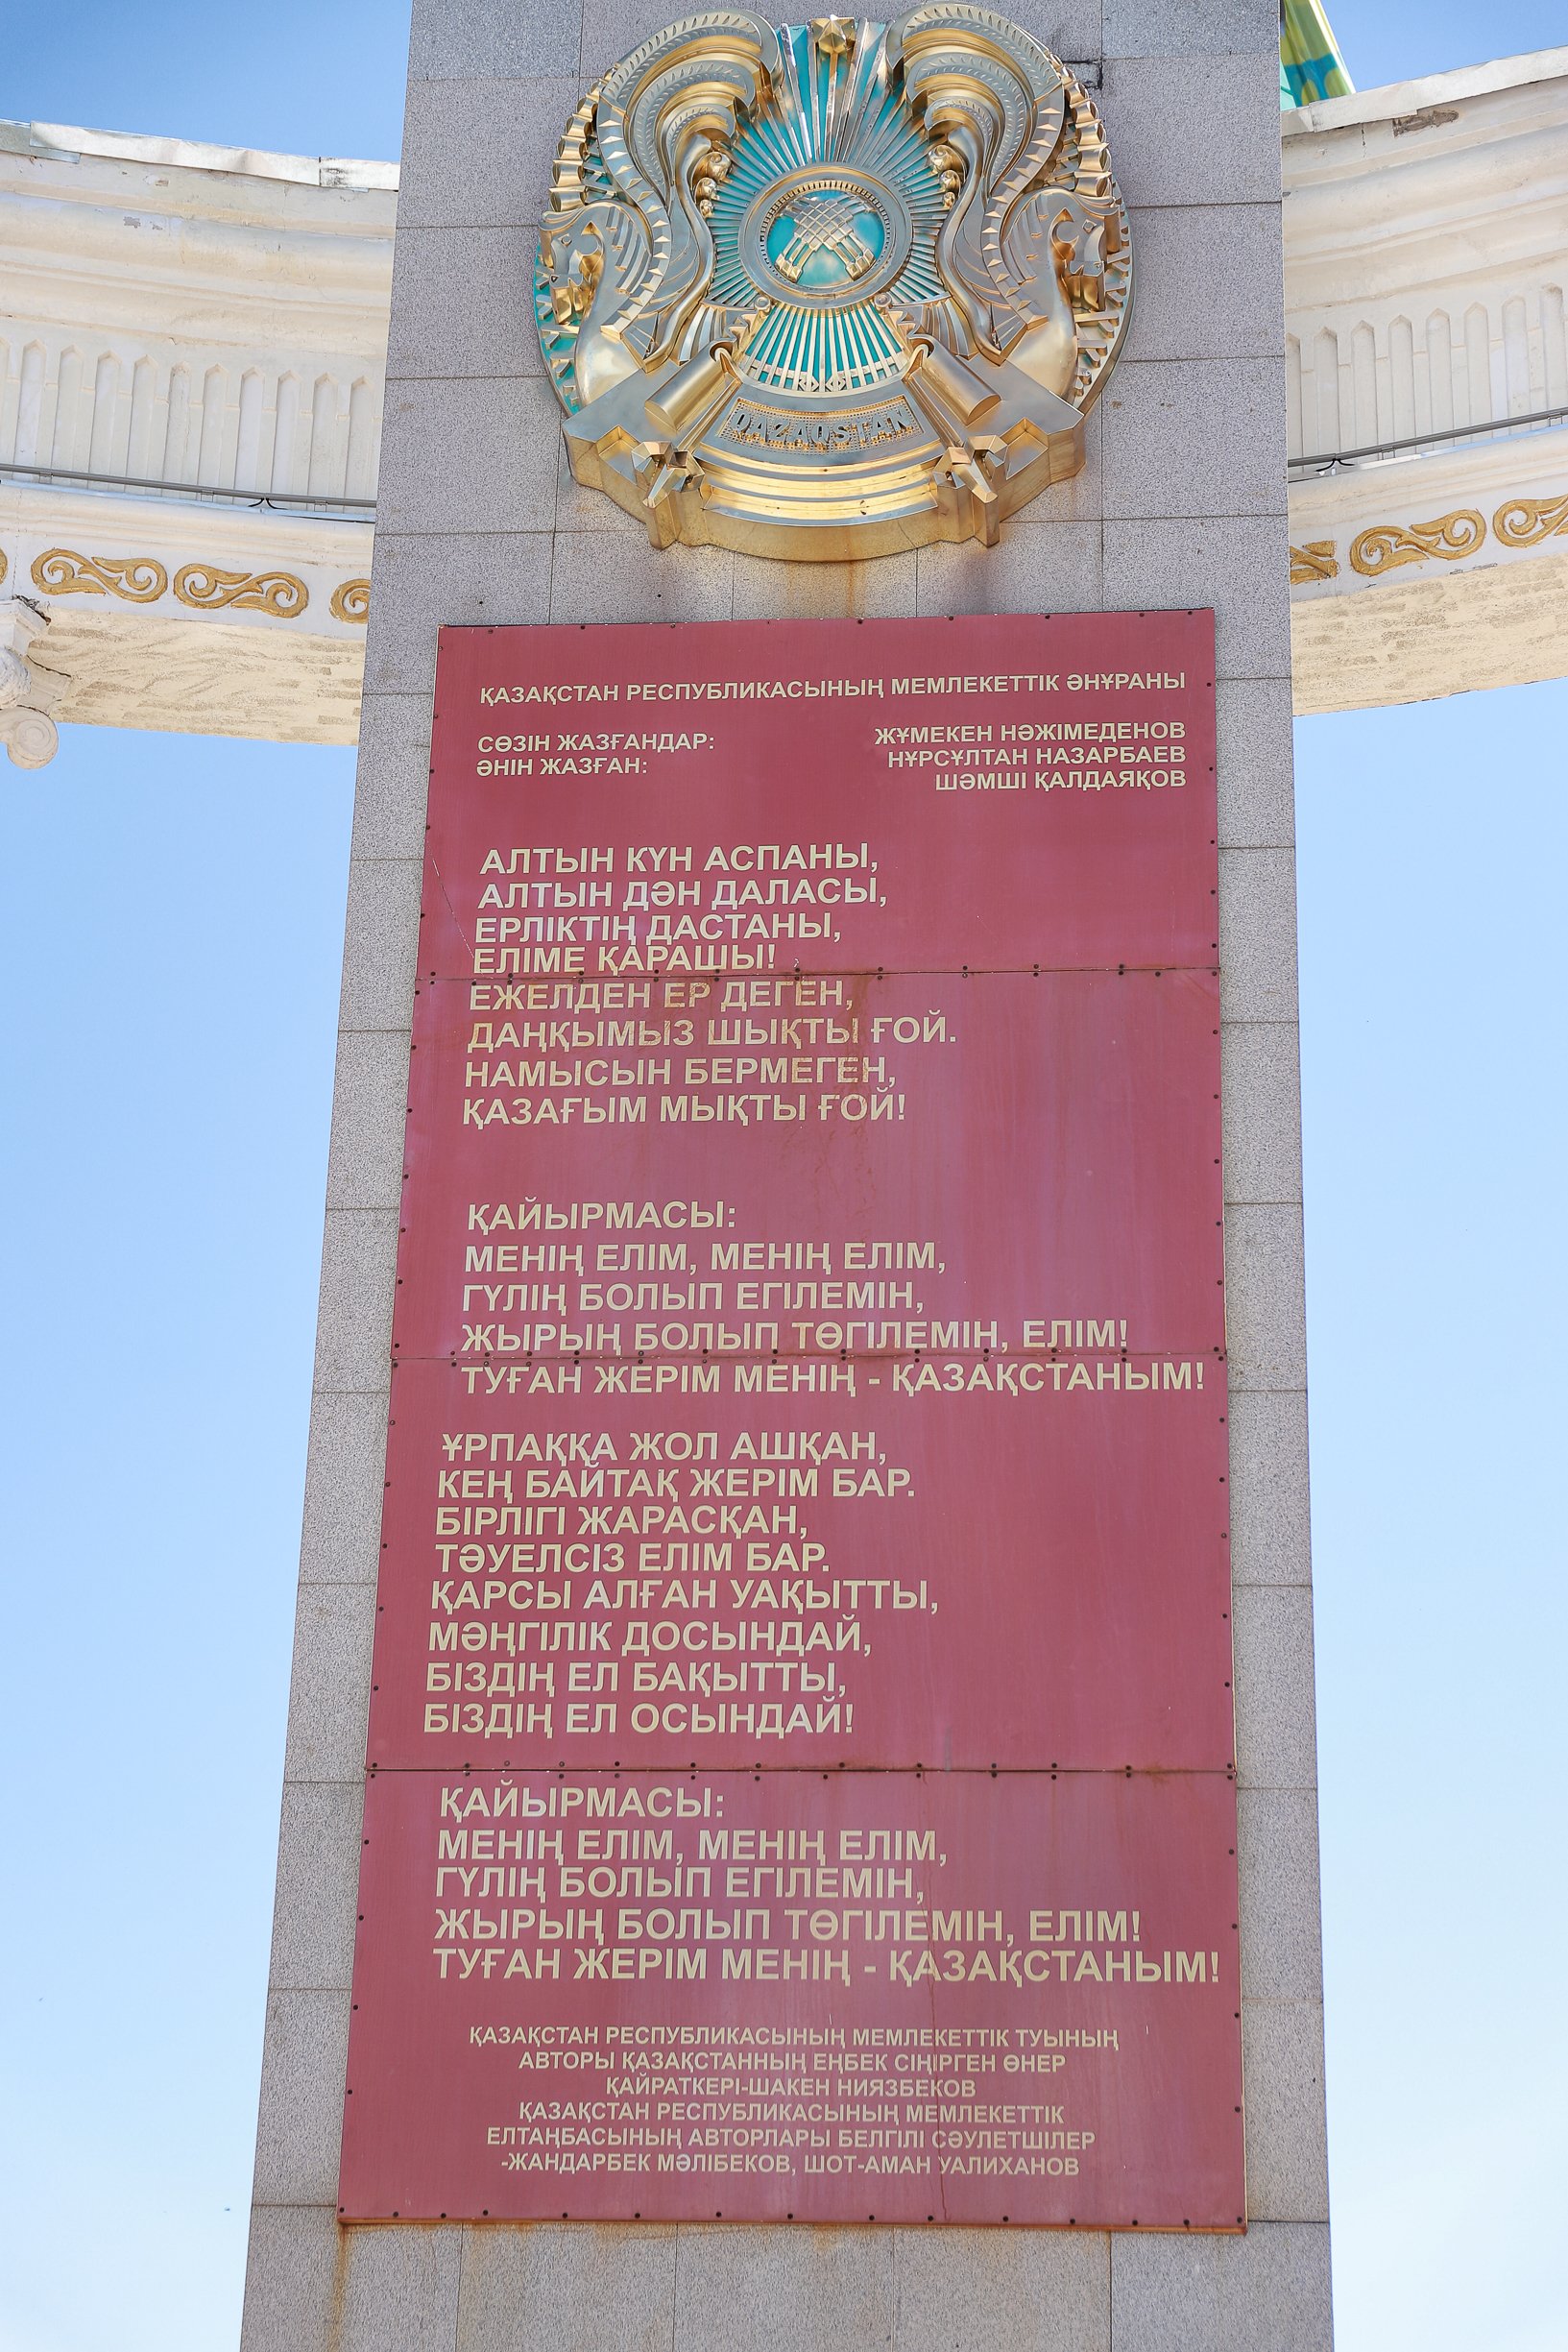 QAZAQSTAN
ҚАЗАҚСТАН РЕСПУБЛИКАСЫНЫҢ МЕМЛЕКЕТТІК ӘНҰРАНЫ
СӨЗІН ЖАЗҒАНДАР: ЖҰМЕКЕН НӘЖІМЕДЕНОВ
НҰРСҰЛТАН НАЗАРБАЕВ
ӘНІН ЖАЗҒАН: ШӘМШІ ҚАЛДАЯҚОВ
АЛТЫН КҮН АСПАНЫ,
АЛТЫН ДӘН ДАЛАСЫ,
ЕРЛІКТІҢ ДАСТАНЫ,
ЕЛІМЕ ҚАРАШЫ!
ЕЖЕЛДЕН ЕР ДЕГЕН,
ДАҢҚЫМЫЗ ШЫҚТЫ ҒОЙ.
НАМЫСЫН БЕРМЕГЕН,
ҚАЗАҒЫМ МЫҚТЫ ҒОЙ!
ҚАЙЫРМАСЫ:
МЕНІҢ ЕЛІМ, МЕНІҢ ЕЛІМ,
ГҮЛІҢ БОЛЫП ЕГІЛЕМІН,
ЖЫРЫҢ БОЛЫП ТӨГІЛЕМІН, ЕЛІМ!
ТУҒАН ЖЕРІМ МЕНІҢ - ҚАЗАҚСТАНЫМ!
ҰРПАҚҚА ЖОЛ АШҚАН,
КЕҢ БАЙТАҚ ЖЕРІМ БАР.
БІРЛІГІ ЖАРАСҚАН,
ТӘУЕЛСІЗ ЕЛІМ БАР.
ҚАРСЫ АЛҒАН УАҚЫТТЫ,
МӘҢГІЛІК ДОСЫНДАЙ,
БІЗДІҢ ЕЛ БАҚЫТТЫ,
БІЗДІҢ ЕЛ ОСЫНДАЙ!
ҚАЙЫРМАСЫ:
МЕНІҢ ЕЛІМ, МЕНІҢ ЕЛІМ,
ГҮЛІҢ БОЛЫП ЕГІЛЕМІН,
ЖЫРЫҢ БОЛЫП ТӨГІЛЕМІН, ЕЛІМ!
ТУҒАН ЖЕРІМ МЕНІҢ - ҚАЗАҚСТАНЫМ!
ҚАЗАҚСТАН РЕСПУБЛИКАСЫНЫҢ МЕМЛЕКЕТТІК ТУЫНЫҢ
АВТОРЫ ҚАЗАҚСТАННЫҢ ЕҢБЕК СІҢІРГЕН ӨНЕР
ҚАЙРАТКЕРІ-ШАКЕН НИЯЗБЕКОВ
ҚАЗАҚСТАН РЕСПУБЛИКАСЫНЫҢ МЕМЛЕКЕТТІК
ЕЛТАҢБАСЫНЫҢ АВТОРЛАРЫ БЕЛГІЛІ СӘУЛЕТШІЛЕР
-ЖАНДАРБЕК МӘЛІБЕКОВ, ШОТ-АМАН УАЛИХАНОВ